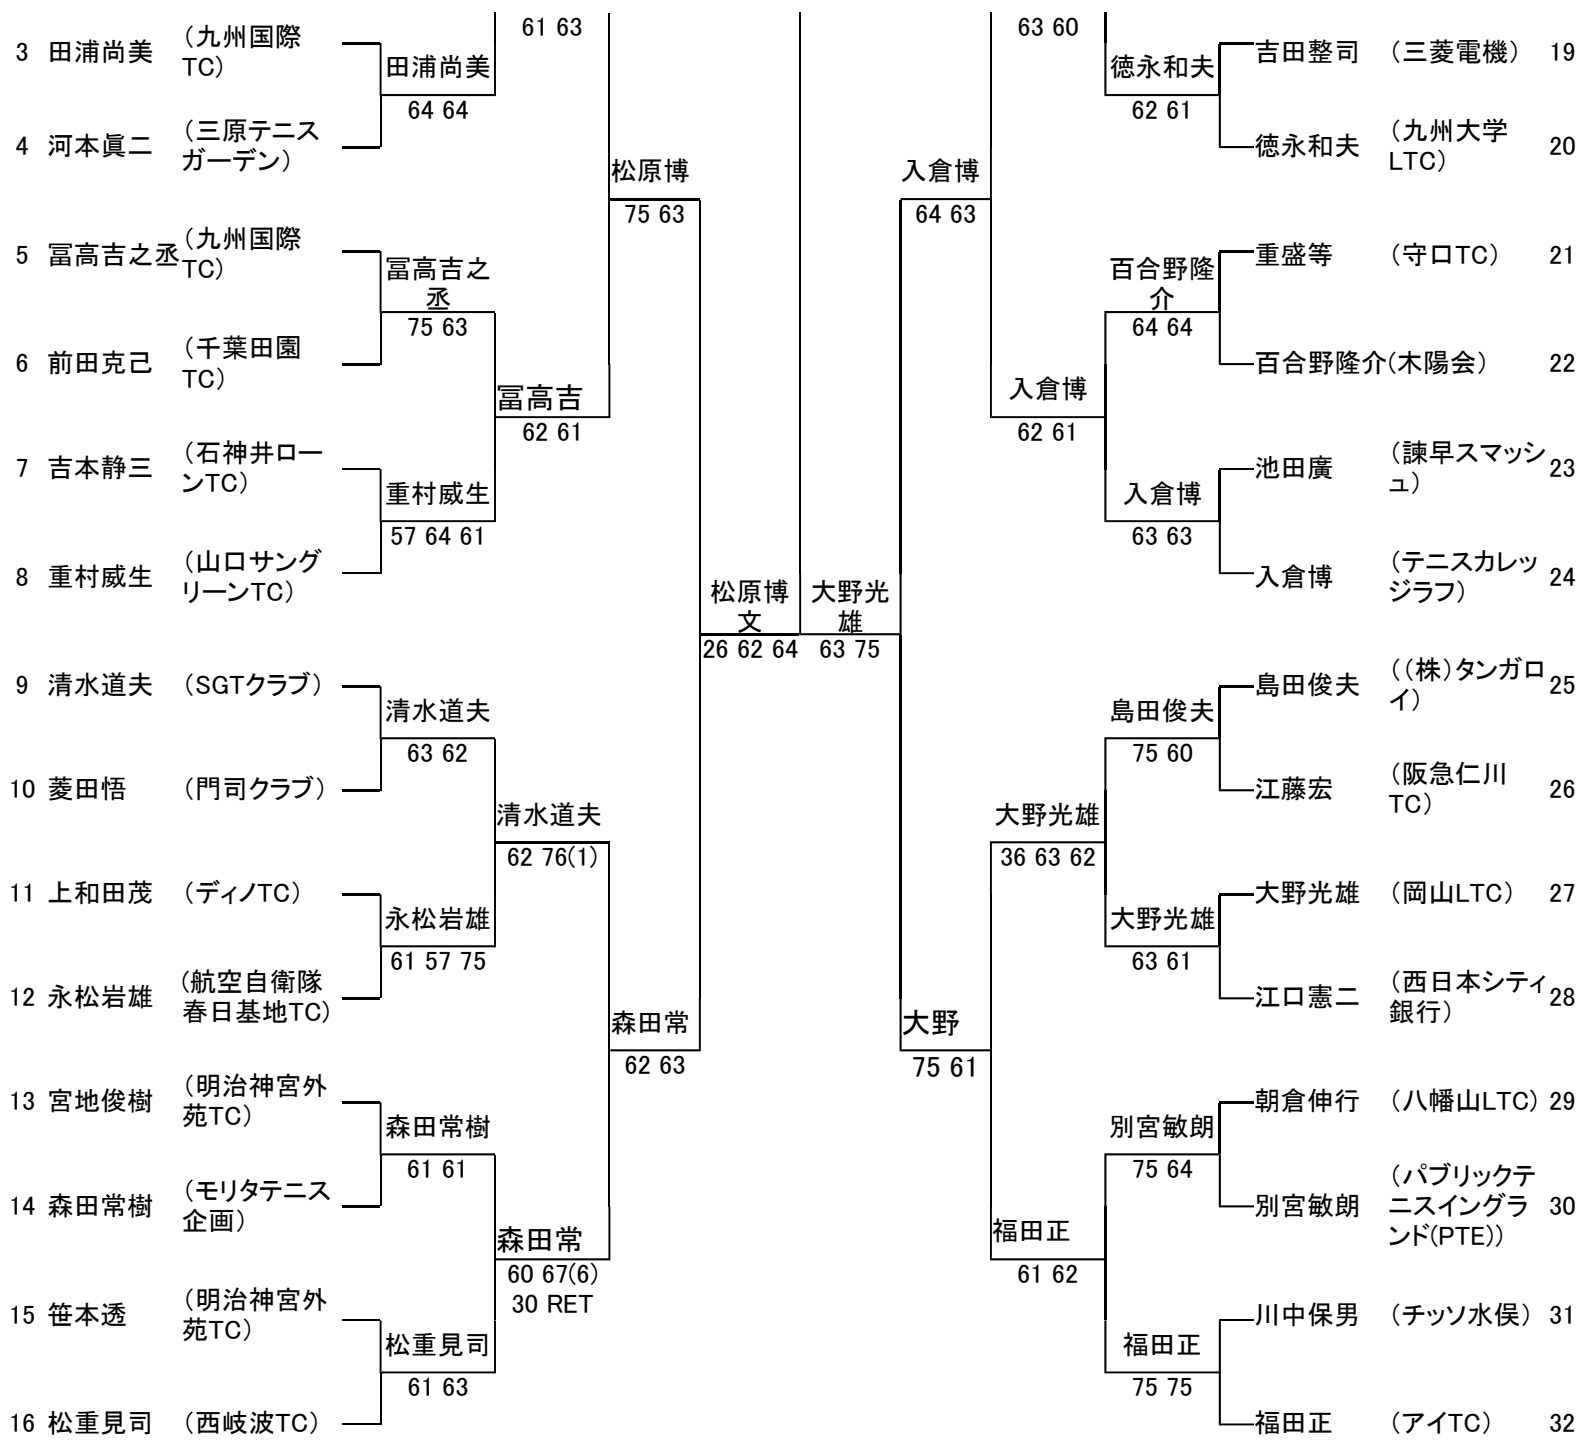 61 63
63 60
3 田浦尚美 （九州国際
TC）
田浦尚美
64 64
4 河本眞二 （三原テニス
ガーデン）
松原博
75 63
5 冨高吉之丞 （九州国際
TC）
冨高吉之
丞
75 63
6 前田克己 （千葉田園
TC）
冨高吉
62 61
7 吉本静三 （石神井ロー
ンTC）
重村威生
57 64 61
8 重村威生 （山口サング
リーンTC）
松原博
文
26 62 64
9 清水道夫 （SGTクラブ）
清水道夫
63 62
10 菱田悟 （門司クラブ）
清水道夫
62 76(1)
11 上和田茂 （ディノTC）
永松岩雄
61 57 75
12 永松岩雄 （航空自衛隊
春日基地TC）
森田常
62 63
13 宮地俊樹 （明治神宮外
苑TC）
森田常樹
61 61
14 森田常樹 （モリタテニス
企画）
森田常
60 67(6)
30 RET
15 笹本透 （明治神宮外
苑TC）
松重見司
61 63
16 松重見司 （西岐波TC）
吉田整司 （三菱電機） 19
徳永和夫
62 61
徳永和夫 （九州大学
LTC） 20
入倉博
64 63
重盛等 （守口TC） 21
百合野隆
介
64 64
百合野隆介 （木陽会） 22
入倉博
62 61
池田廣 （諫早スマッシ
ュ） 23
入倉博
63 63
入倉博 （テニスカレッ
ジラフ） 24
大野光
雄
63 75
島田俊夫 （（株）タンガロ
イ） 25
島田俊夫
75 60
江藤宏 （阪急仁川
TC） 26
大野光雄
36 63 62
大野光雄 （岡山LTC） 27
大野光雄
63 61
江口憲二 （西日本シティ
銀行） 28
大野
75 61
朝倉伸行 （八幡山LTC） 29
別宮敏朗
75 64
別宮敏朗 （パブリックテ
ニスイングラ
ンド(PTE)） 30
福田正
61 62
川中保男 （チッソ水俣） 31
福田正
75 75
福田正 （アイTC） 32